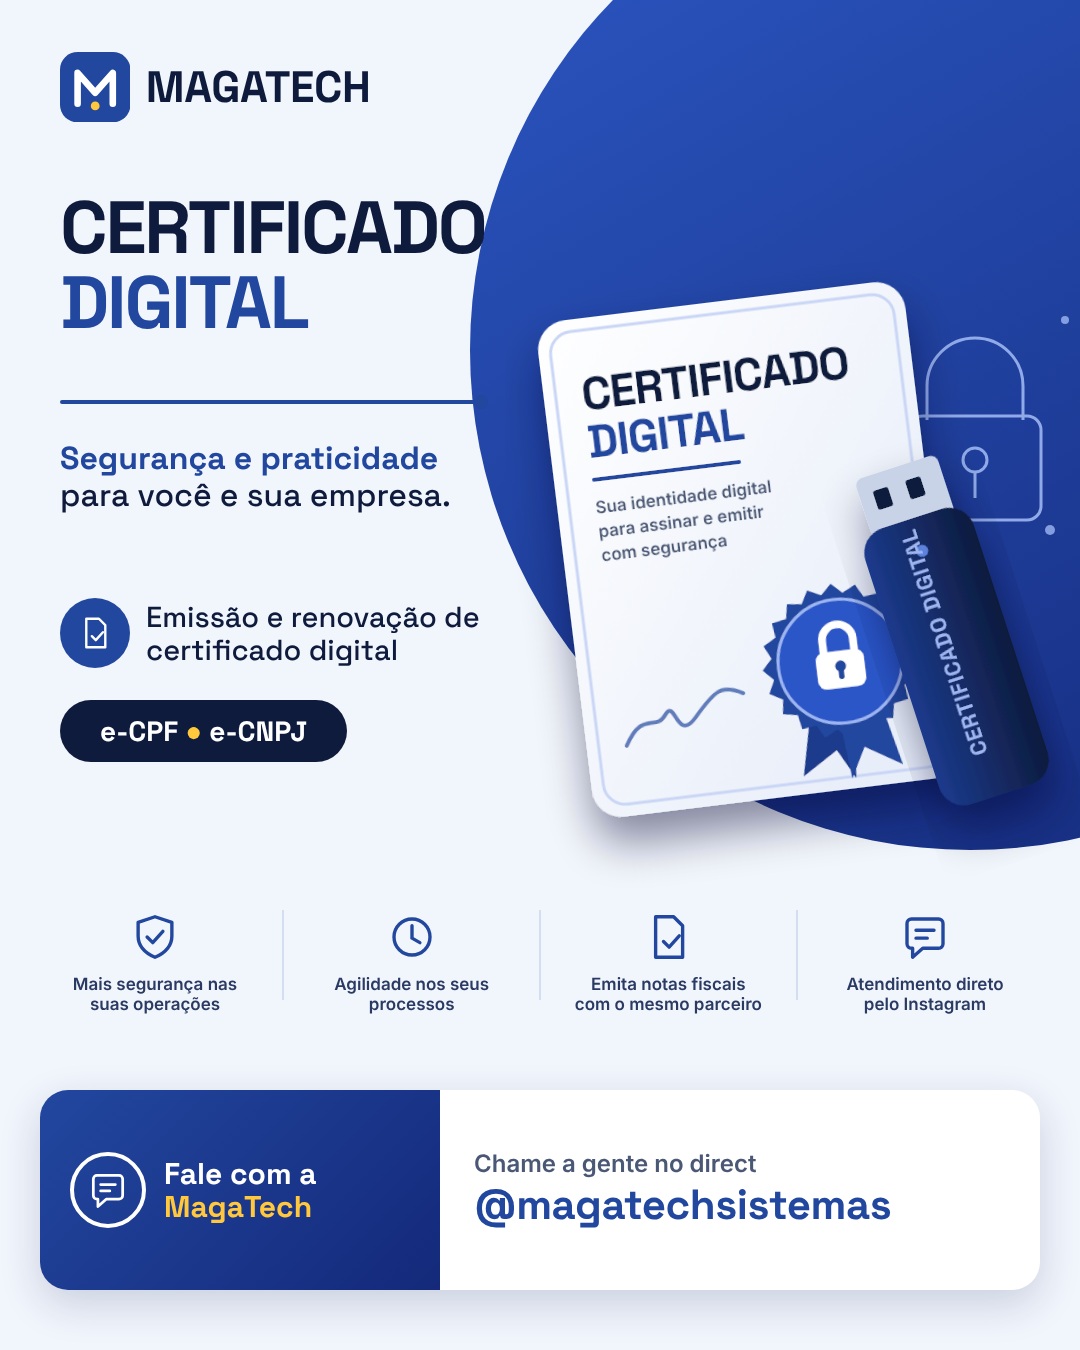 MAGATECH
CERTIFICADO
DIGITAL
Segurança e praticidade
para você e sua empresa.
Emissão e renovação de
certificado digital
e-CPF • e-CNPJ
CERTIFICADO
DIGITAL
Sua identidade digital
para assinar e emitir
com segurança
CERTIFICADO DIGITAL
Mais segurança nas
suas operações
Agilidade nos seus
processos
Emita notas fiscais
com o mesmo parceiro
Atendimento direto
pelo Instagram
Fale com a
MagaTech
Chame a gente no direct
@magatechsistemas